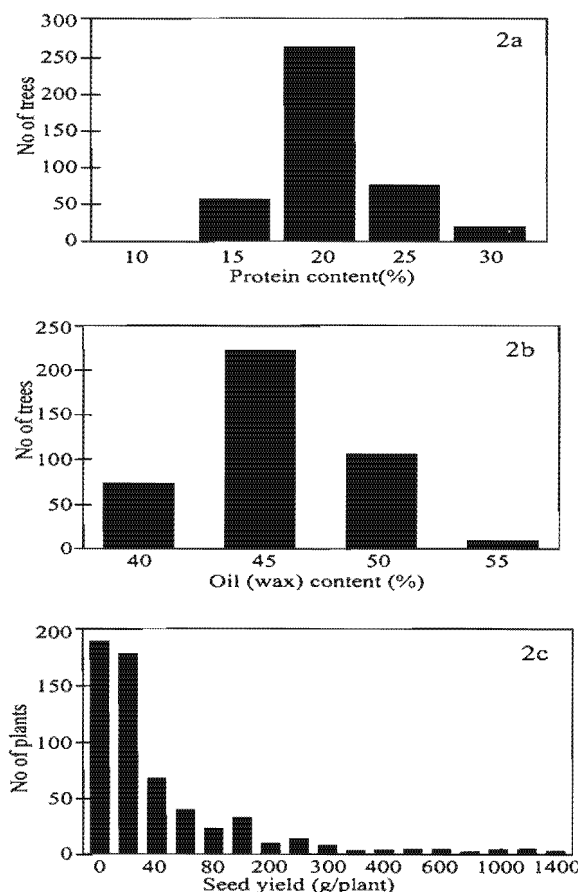 300
2a
250
200
150
100
50
0
No of trees
10 15 20 25 30
Protein content(%)
250
2b
200
150
100
50
0
No of trees
40 45 50 55
Oil (wax) content (%)
200
2c
150
100
50
0
No of plants
0 40 80 200 300 400 600 1000 1400
Seed yield (g/plant)